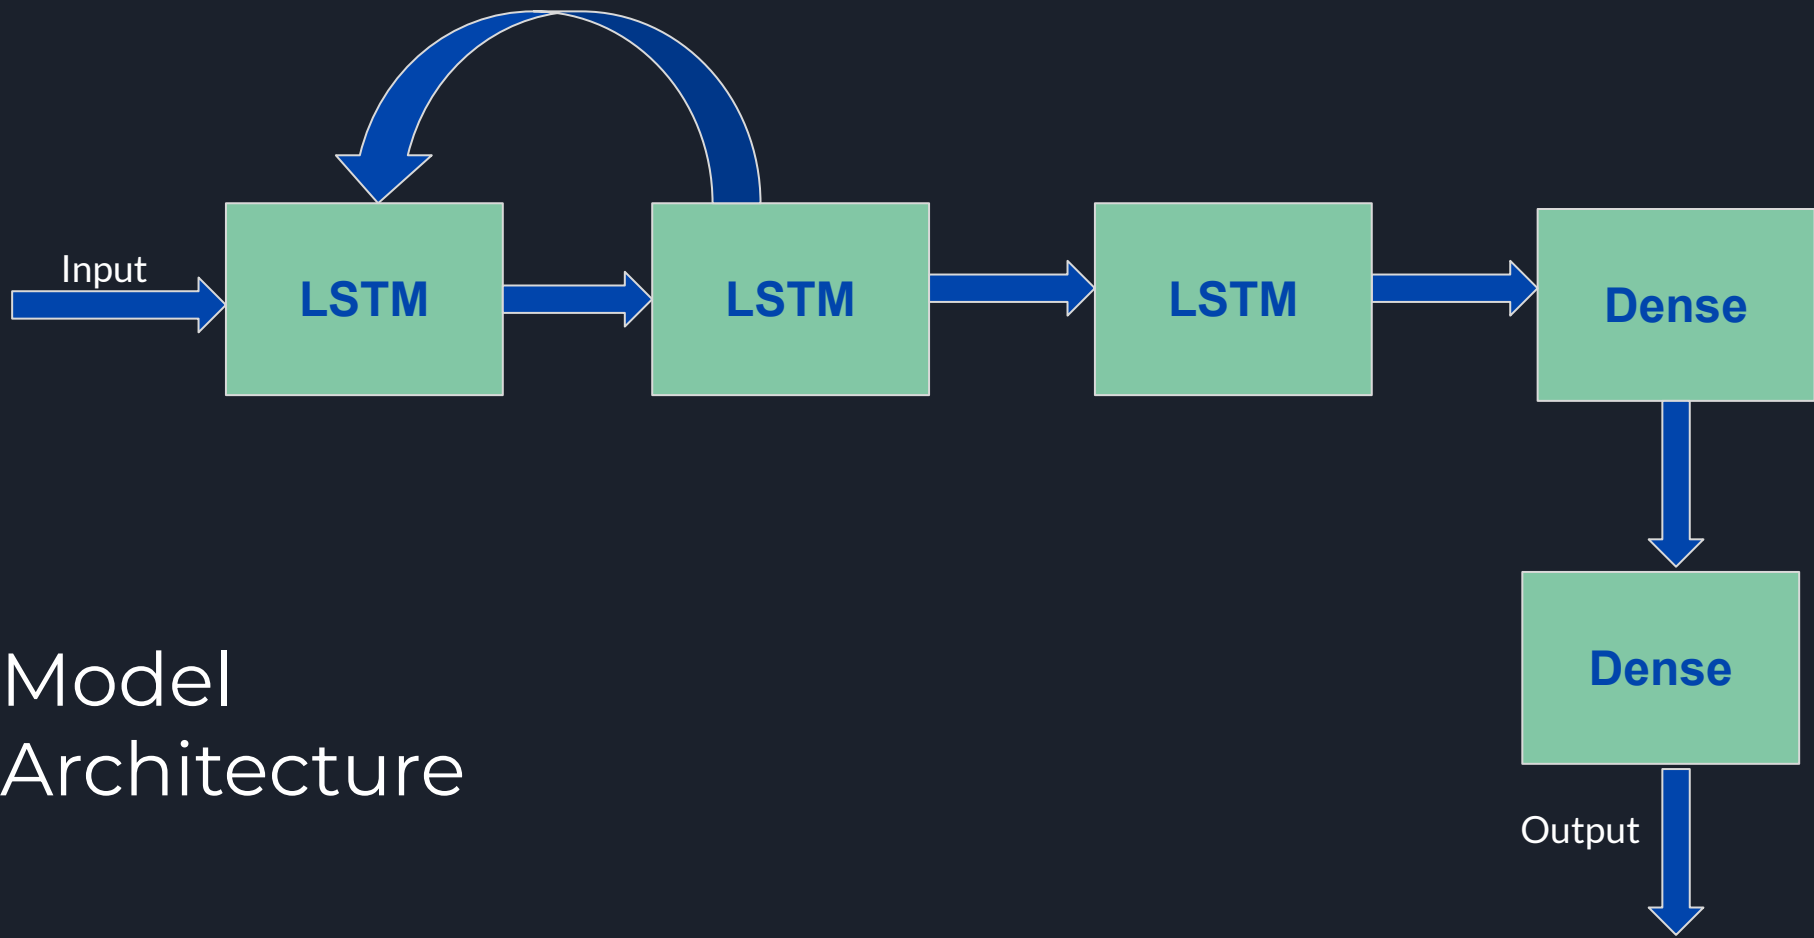 Input
LSTM
LSTM
LSTM
Dense
Dense
Model
Architecture
Output